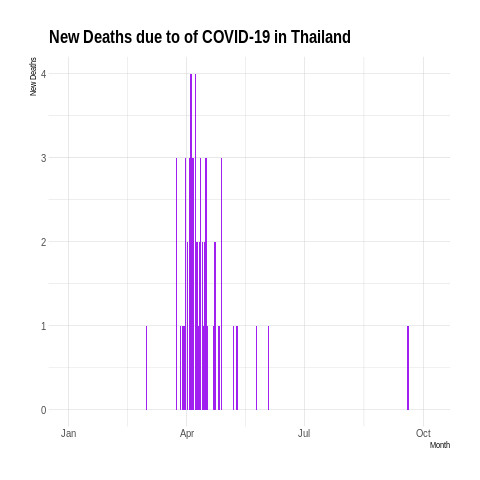 New Deaths due to of COVID-19 in Thailand
New Deaths
4
3
2
1
0
Jan Apr Jul Oct
Month